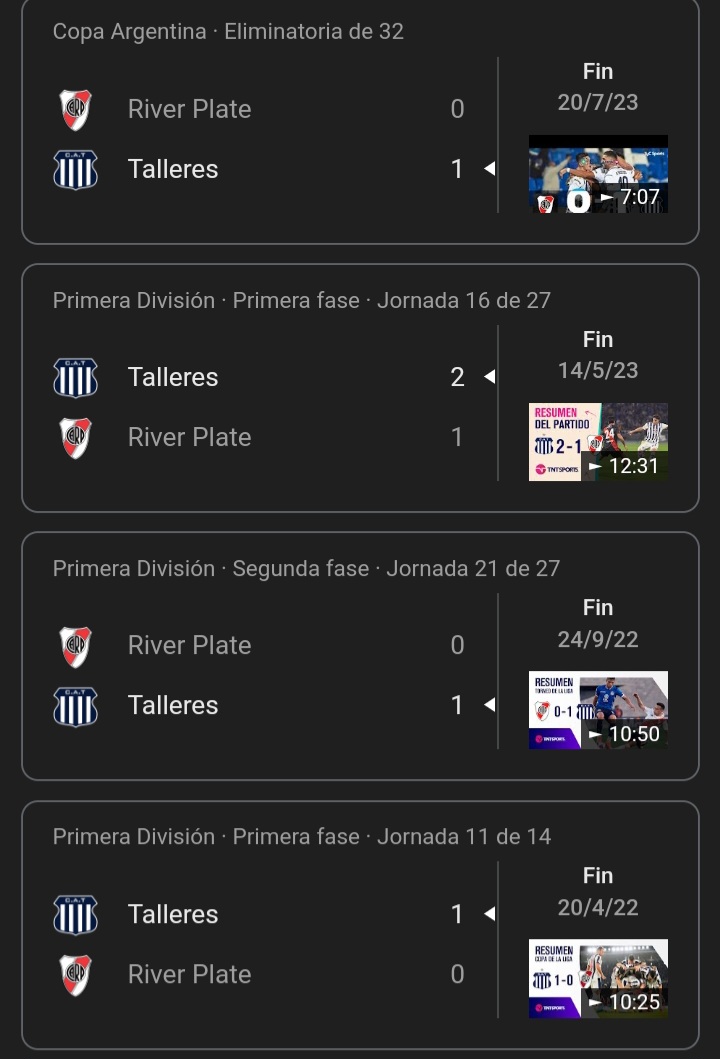 Copa Argentina · Eliminatoria de 32
River Plate 0
Talleres 1
Fin
20/7/23
TyC Sports
0
7:07
Primera División · Primera fase · Jornada 16 de 27
Talleres 2
River Plate 1
Fin
14/5/23
RESUMEN
DEL PARTIDO
2-1
TNT SPORTS
12:31
Primera División · Segunda fase · Jornada 21 de 27
River Plate 0
Talleres 1
Fin
24/9/22
RESUMEN
TORNEO DE LA LIGA
0-1
TNT SPORTS
10:50
Primera División · Primera fase · Jornada 11 de 14
Talleres 1
River Plate 0
Fin
20/4/22
RESUMEN
COPA DE LA LIGA
1-0
TNT SPORTS
10:25